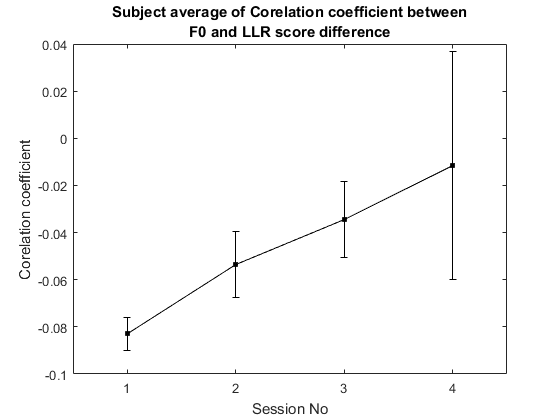 Subject average of Corelation coefficient between
F0 and LLR score difference
0.04
0.02
0
-0.02
-0.04
-0.06
-0.08
-0.1
Corelation coefficient
1 2 3 4
Session No